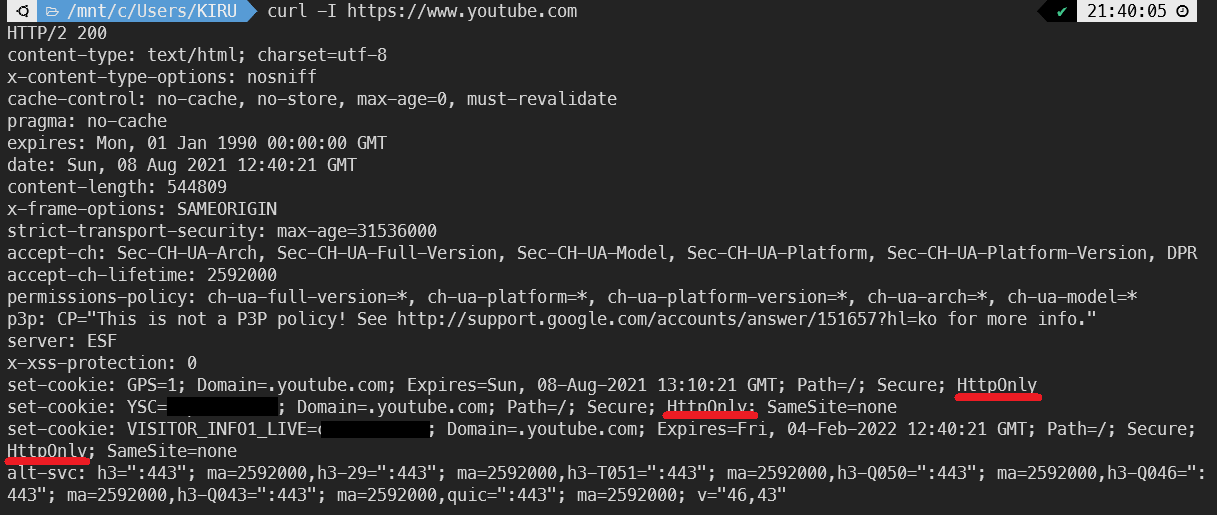 /mnt/c/Users/KIRU curl -I https://www.youtube.com ✔ 21:40:05
HTTP/2 200
content-type: text/html; charset=utf-8
x-content-type-options: nosniff
cache-control: no-cache, no-store, max-age=0, must-revalidate
pragma: no-cache
expires: Mon, 01 Jan 1990 00:00:00 GMT
date: Sun, 08 Aug 2021 12:40:21 GMT
content-length: 544809
x-frame-options: SAMEORIGIN
strict-transport-security: max-age=31536000
accept-ch: Sec-CH-UA-Arch, Sec-CH-UA-Full-Version, Sec-CH-UA-Model, Sec-CH-UA-Platform, Sec-CH-UA-Platform-Version, DPR
accept-ch-lifetime: 2592000
permissions-policy: ch-ua-full-version=*, ch-ua-platform=*, ch-ua-platform-version=*, ch-ua-arch=*, ch-ua-model=*
p3p: CP="This is not a P3P policy! See http://support.google.com/accounts/answer/151657?hl=ko for more info."
server: ESF
x-xss-protection: 0
set-cookie: GPS=1; Domain=.youtube.com; Expires=Sun, 08-Aug-2021 13:10:21 GMT; Path=/; Secure; HttpOnly
set-cookie: YSC= ; Domain=.youtube.com; Path=/; Secure; HttpOnly; SameSite=none
set-cookie: VISITOR_INFO1_LIVE= ; Domain=.youtube.com; Expires=Fri, 04-Feb-2022 12:40:21 GMT; Path=/; Secure;
HttpOnly; SameSite=none
alt-svc: h3=":443"; ma=2592000,h3-29=":443"; ma=2592000,h3-T051=":443"; ma=2592000,h3-Q050=":443"; ma=2592000,h3-Q046=":
443"; ma=2592000,h3-Q043=":443"; ma=2592000,quic=":443"; ma=2592000; v="46,43"